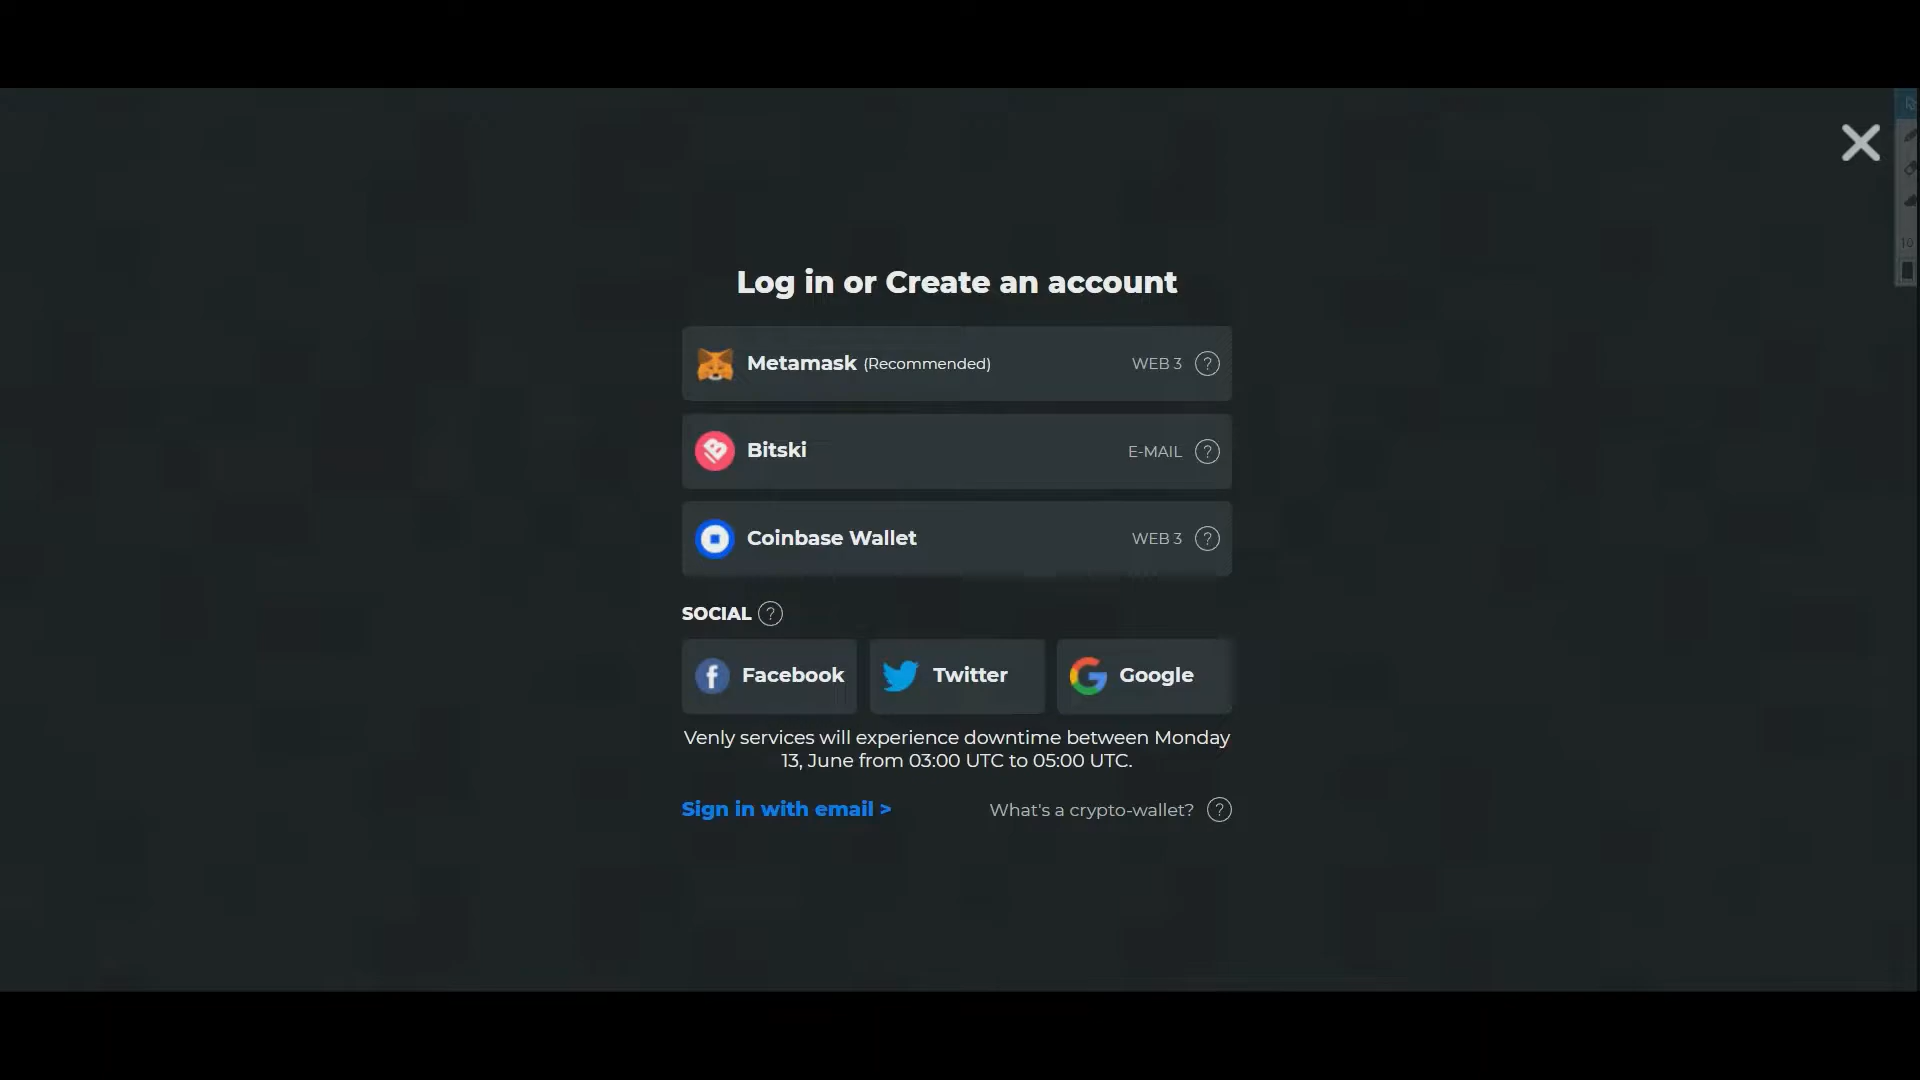 Log in or Create an account
Metamask (Recommended) WEB 3 ?
Bitski E-MAIL ?
Coinbase Wallet WEB 3 ?
SOCIAL ?
Facebook Twitter Google
Venly services will experience downtime between Monday
13, June from 03:00 UTC to 05:00 UTC.
Sign in with email > What's a crypto-wallet? ?
10